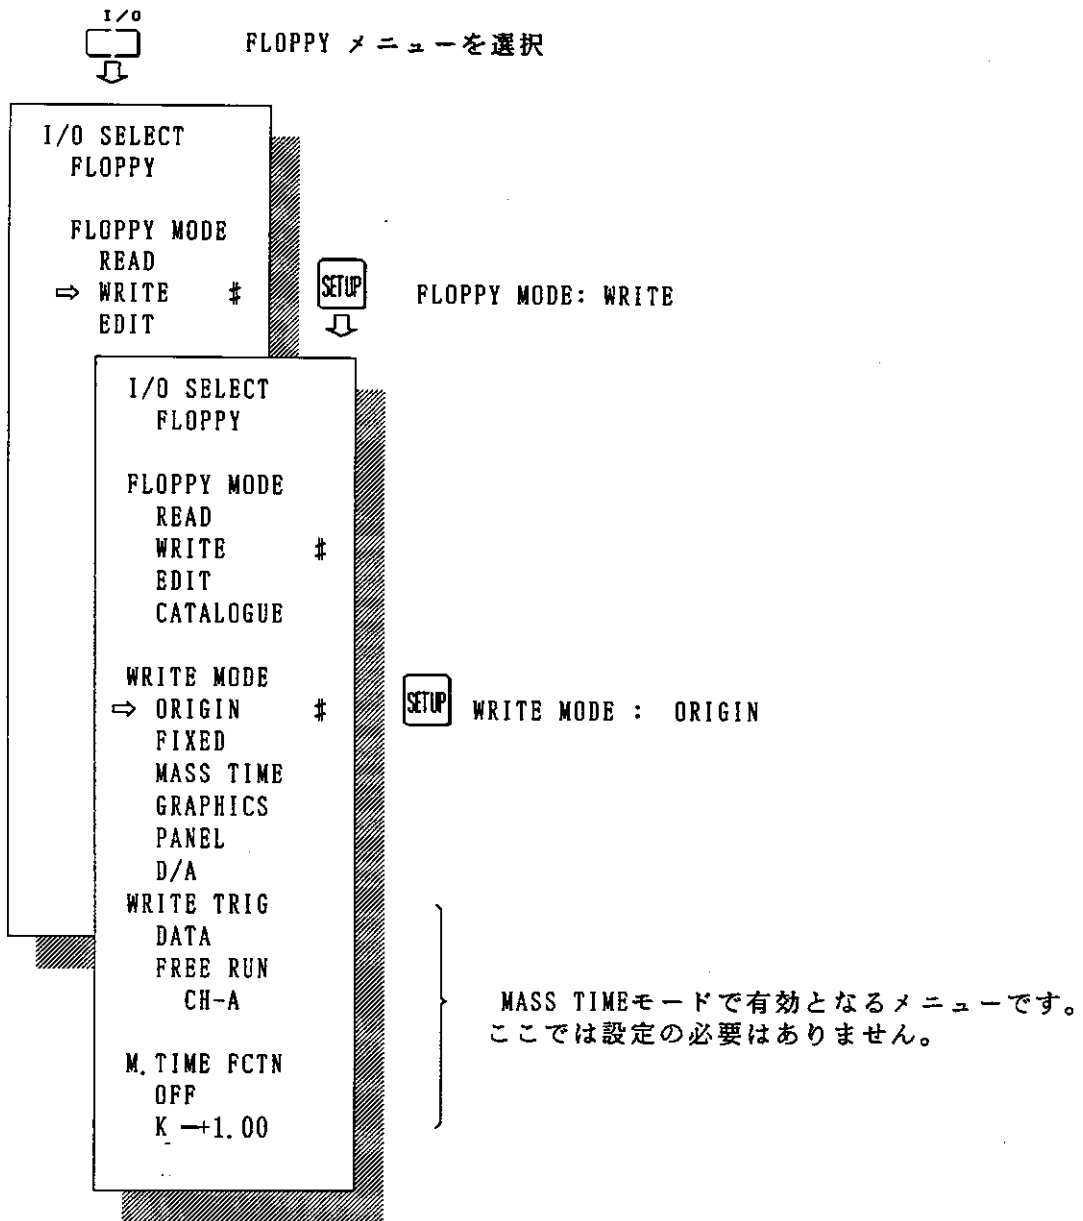 I/O
FLOPPY メニューを選択
I/O SELECT
FLOPPY
FLOPPY MODE
READ
⇨ WRITE #
EDIT
SETUP
FLOPPY MODE: WRITE
I/O SELECT
FLOPPY
FLOPPY MODE
READ
WRITE #
EDIT
CATALOGUE
WRITE MODE
⇨ ORIGIN #
SETUP
WRITE MODE : ORIGIN
FIXED
MASS TIME
GRAPHICS
PANEL
D/A
WRITE TRIG
DATA
FREE RUN
CH-A
M.TIME FCTN
OFF
K —+1.00
MASS TIMEモードで有効となるメニューです。
ここでは設定の必要はありません。